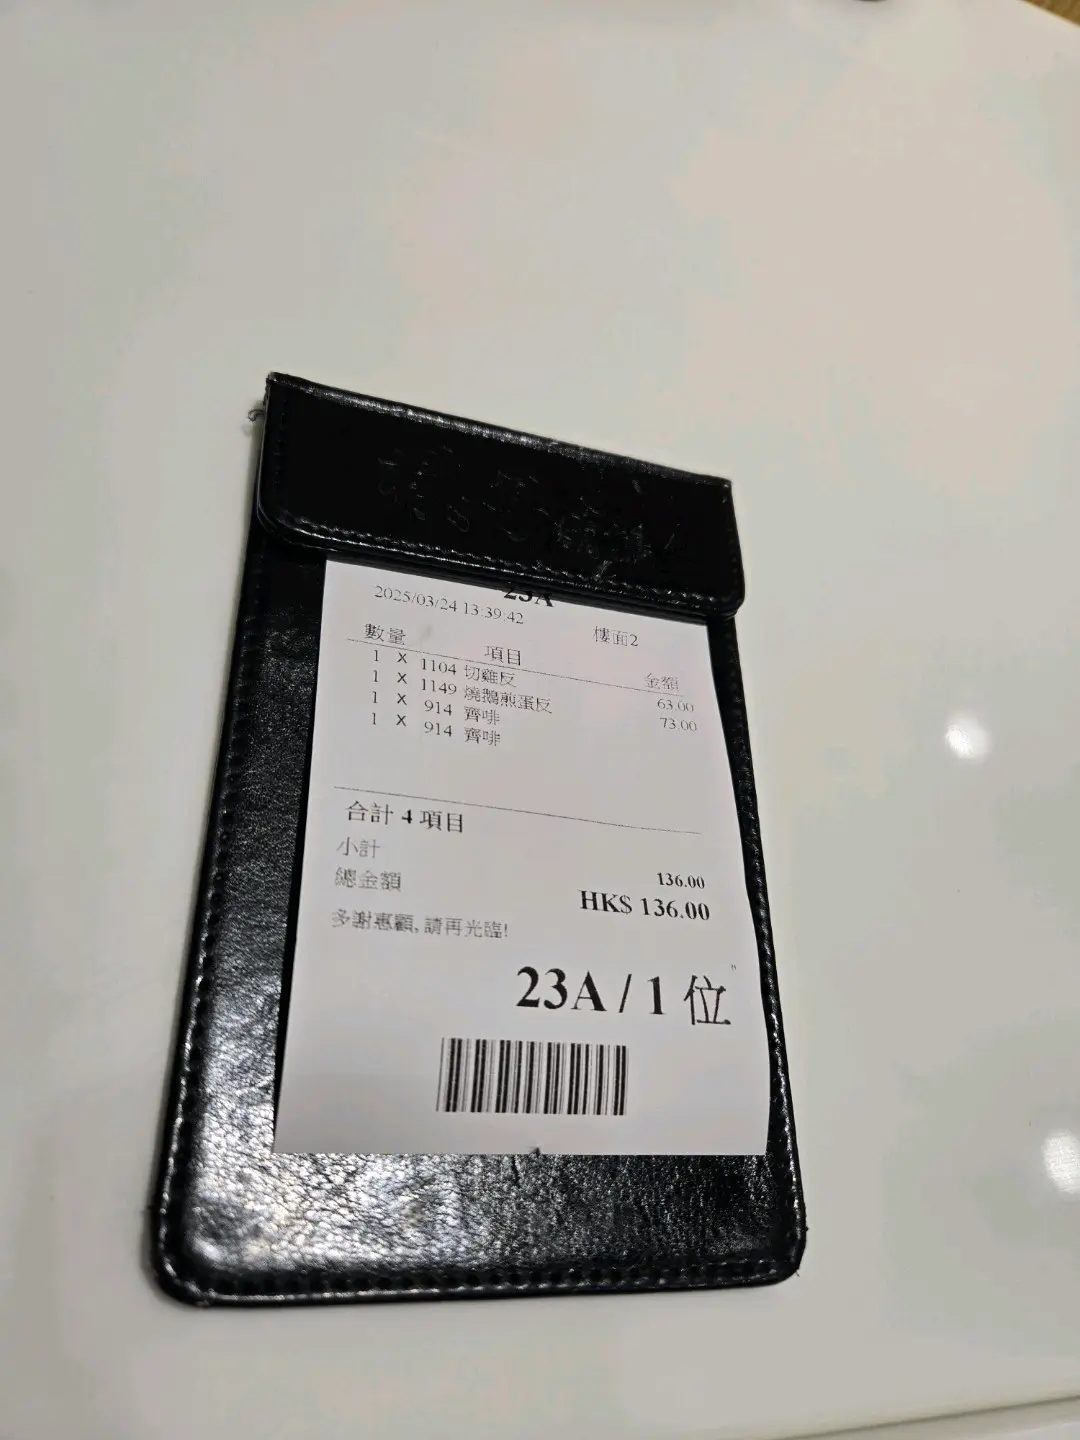 23A
2025/03/24 13:39:42 樓面2
數量 項目 金額
1 X 1104 切雞反 63.00
1 X 1149 燒鵝煎蛋反 73.00
1 X 914 齋啡
1 X 914 齋啡
合計 4 項目
小計 136.00
總金額 HK$ 136.00
多謝惠顧, 請再光臨!
23A / 1 位